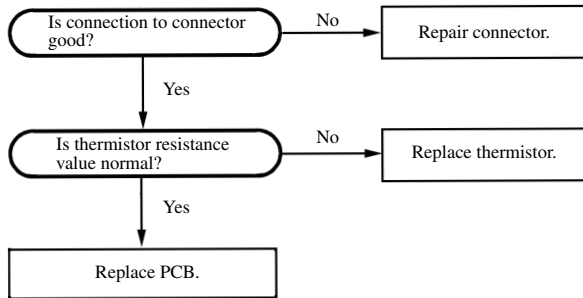 Is connection to connector
good?
No
Repair connector.
Yes
Is thermistor resistance
value normal?
No
Replace thermistor.
Yes
Replace PCB.